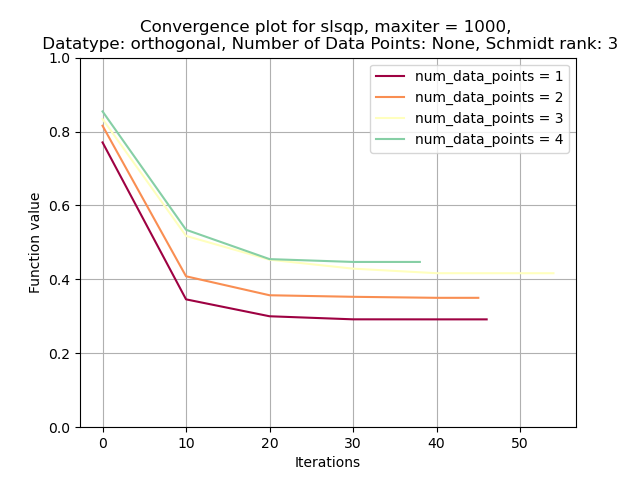 Convergence plot for slsqp, maxiter = 1000,
Datatype: orthogonal, Number of Data Points: None, Schmidt rank: 3
num_data_points = 1
num_data_points = 2
num_data_points = 3
num_data_points = 4
Function value
1.0
0.8
0.6
0.4
0.2
0.0
0 10 20 30 40 50
Iterations